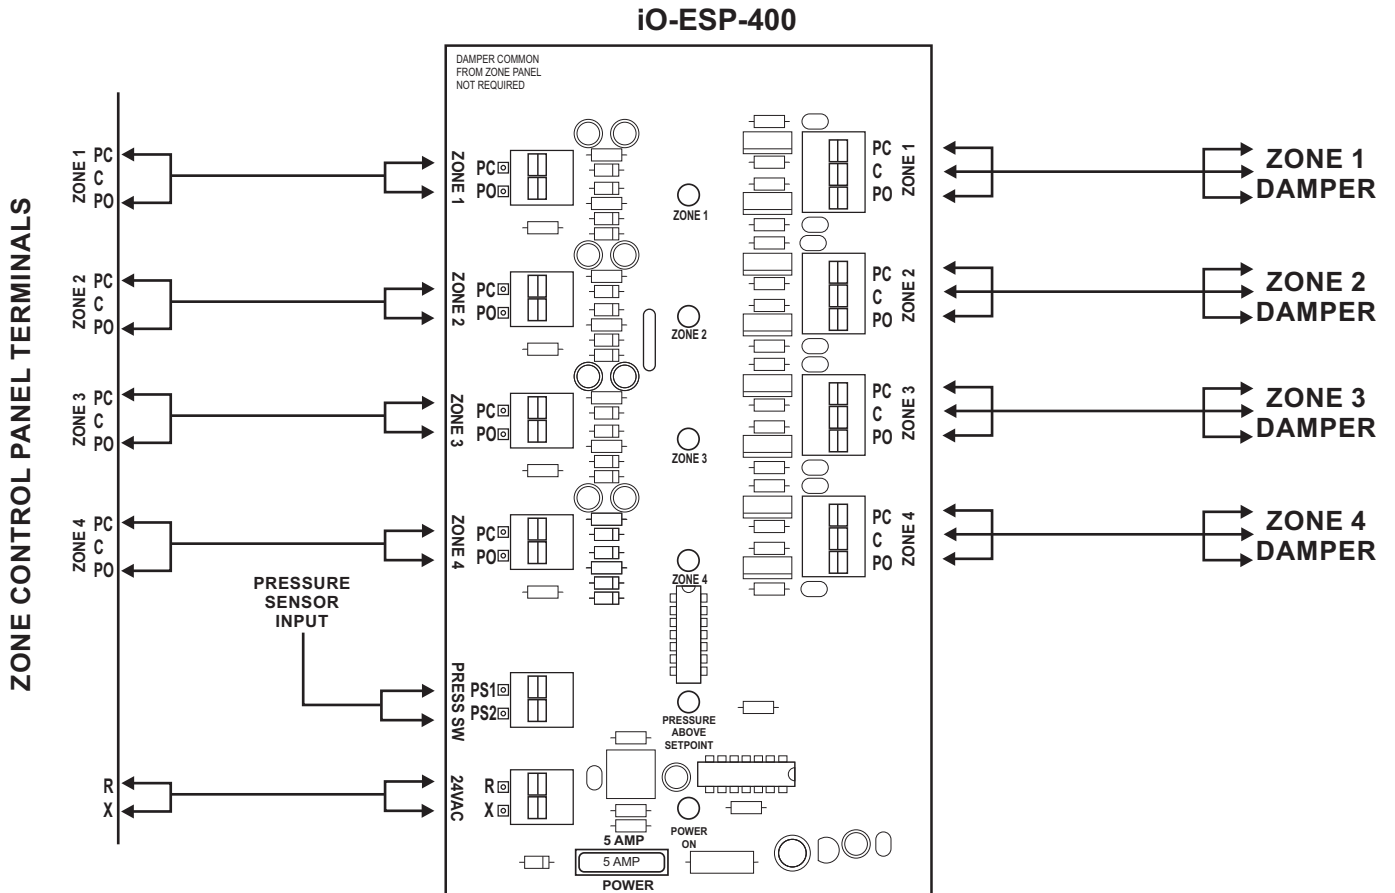 iO-ESP-400
DAMPER COMMON
FROM ZONE PANEL
NOT REQUIRED
ZONE CONTROL PANEL TERMINALS
ZONE 1
PC
C
PO
ZONE 2
PC
C
PO
ZONE 3
PC
C
PO
ZONE 4
PC
C
PO
PRESSURE
SENSOR
INPUT
R
X
ZONE 1
PC
PO
ZONE 2
PC
PO
ZONE 3
PC
PO
ZONE 4
PC
PO
PRESS SW
PS1
PS2
24VAC
R
X
ZONE 1
ZONE 2
ZONE 3
ZONE 4
PRESSURE
ABOVE
SETPOINT
POWER
ON
5 AMP
5 AMP
POWER
PC
C
PO
ZONE 1
PC
C
PO
ZONE 2
PC
C
PO
ZONE 3
PC
C
PO
ZONE 4
ZONE 1
DAMPER
ZONE 2
DAMPER
ZONE 3
DAMPER
ZONE 4
DAMPER